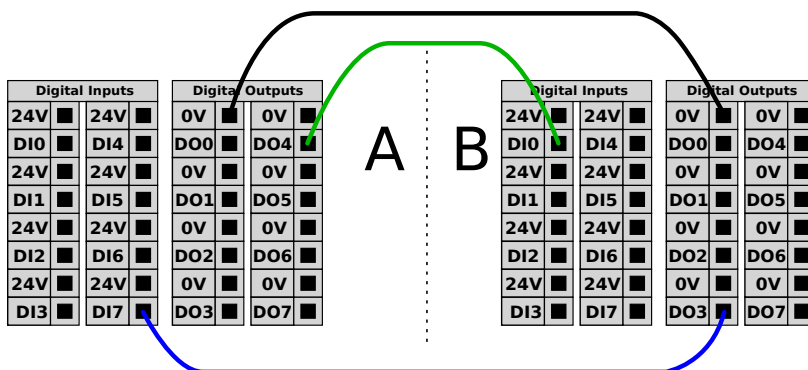 Digital Inputs Digital Outputs Digital Inputs Digital Outputs
24V 24V 0V 0V A B 24V 24V 0V 0V
DI0 DI4 DO0 DO4 DI0 DI4 DO0 DO4
24V 24V 0V 0V 24V 24V 0V 0V
DI1 DI5 DO1 DO5 DI1 DI5 DO1 DO5
24V 24V 0V 0V 24V 24V 0V 0V
DI2 DI6 DO2 DO6 DI2 DI6 DO2 DO6
24V 24V 0V 0V 24V 24V 0V 0V
DI3 DI7 DO3 DO7 DI3 DI7 DO3 DO7